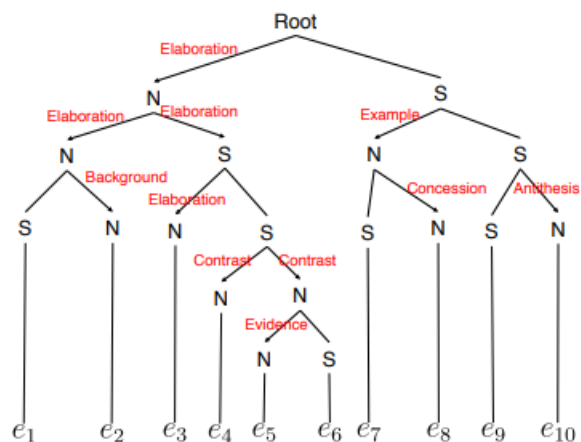 Root
Elaboration
N S
Elaboration Elaboration Example
N S N S
Background Elaboration Concession Antithesis
S N N S S N S N
Contrast Contrast
N N
Evidence
N S
e1 e2 e3 e4 e5 e6 e7 e8 e9 e10